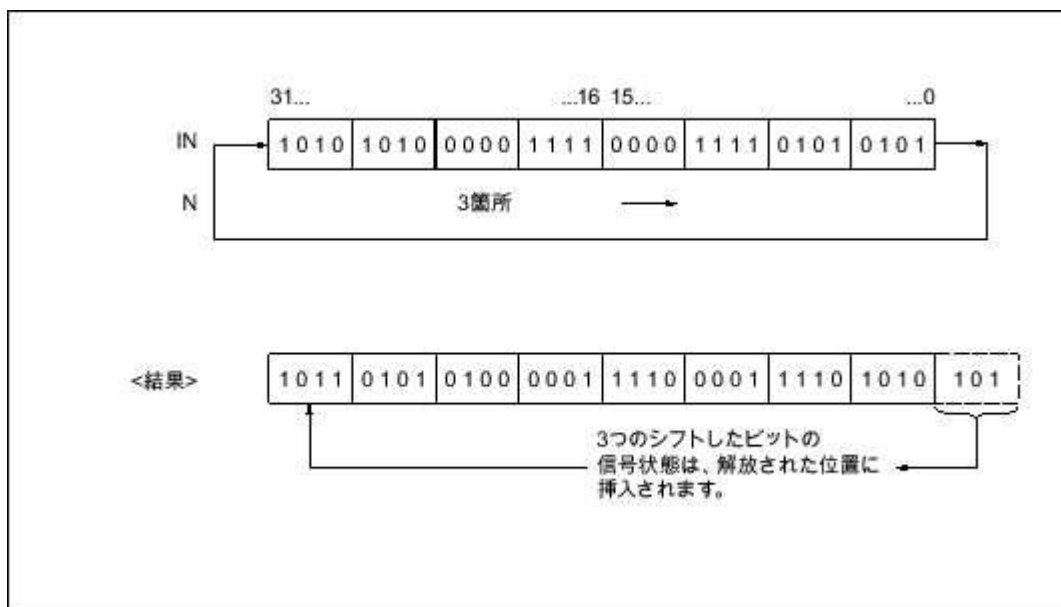 31... ...16 15... ...0
IN 1010 1010 0000 1111 0000 1111 0101 0101
N 3箇所
<結果> 1011 0101 0100 0001 1110 0001 1110 1010 101
3つのシフトしたビットの
信号状態は、解放された位置に
挿入されます。